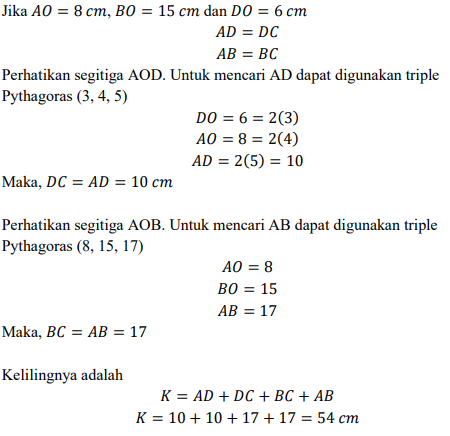 Jika AO = 8 cm, BO = 15 cm dan DO = 6 cm
AD = DC
AB = BC
Perhatikan segitiga AOD. Untuk mencari AD dapat digunakan triple
Pythagoras (3, 4, 5)
DO = 6 = 2(3)
AO = 8 = 2(4)
AD = 2(5) = 10
Maka, DC = AD = 10 cm
Perhatikan segitiga AOB. Untuk mencari AB dapat digunakan triple
Pythagoras (8, 15, 17)
AO = 8
BO = 15
AB = 17
Maka, BC = AB = 17
Kelilingnya adalah
K = AD + DC + BC + AB
K = 10 + 10 + 17 + 17 = 54 cm